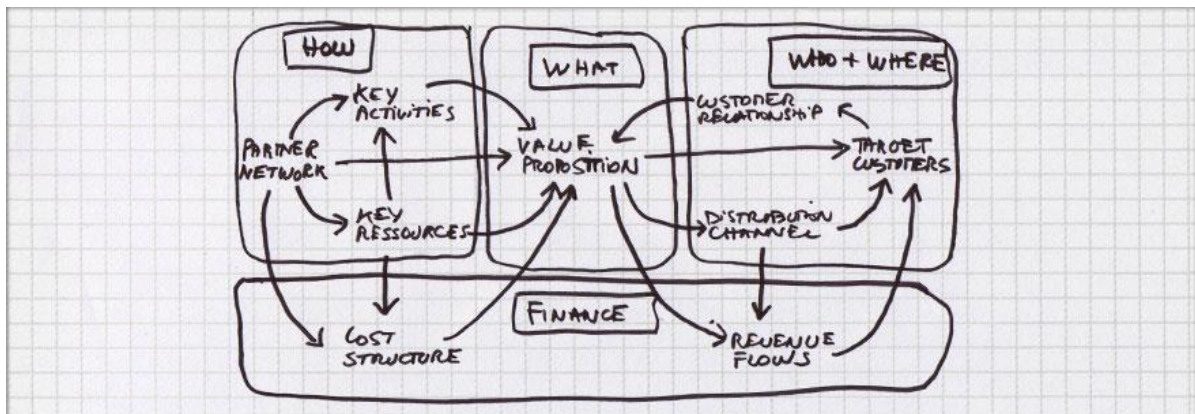 HOW
KEY
ACTIVITIES
PARTNER
NETWORK
KEY
RESSOURCES
WHAT
VALUE
PROPOSITION
WHO + WHERE
CUSTOMER
RELATIONSHIP
TARGET
CUSTOMERS
DISTRIBUTION
CHANNEL
FINANCE
COST
STRUCTURE
REVENUE
FLOWS